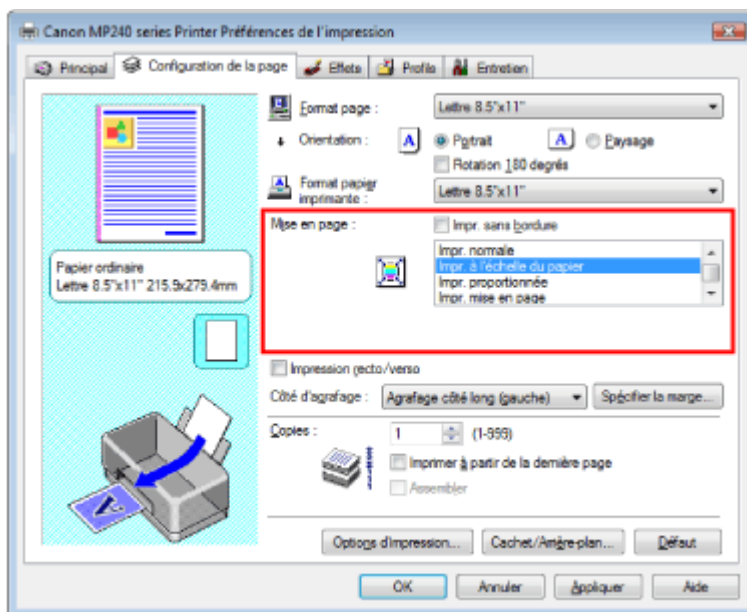 Canon MP240 series Printer Préférences de l'impression
Principal Configuration de la page Effets Profils Entretien
Format page : Lettre 8.5"x11"
Orientation : A Portrait A Paysage
Rotation 180 degrés
Format papier imprimante : Lettre 8.5"x11"
Mise en page : Impr. sans bordure
Impr. normale
Impr. à l'échelle du papier
Impr. proportionnée
Impr. mise en page
Papier ordinaire
Lettre 8.5"x11" 215.9x279.4mm
Impression recto/verso
Côté d'agrafage : Agrafage côté long (gauche) Spécifier la marge...
Copies : 1 (1-999)
Imprimer à partir de la dernière page
Assembler
Options d'impression... Cachet/Arrière-plan... Défaut
OK Annuler Appliquer Aide